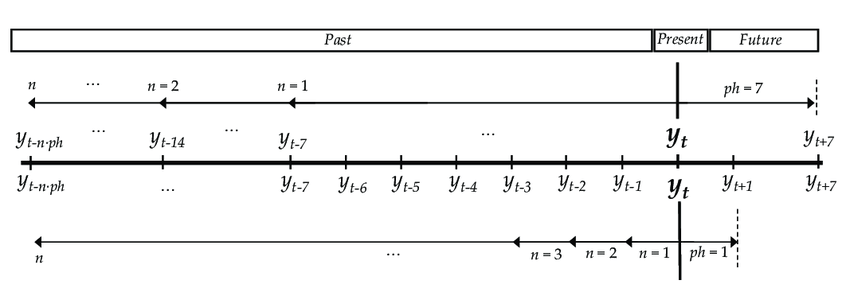 Past Present Future
n ... n = 2 n = 1 ph = 7
y_{t-n·ph} ... y_{t-14} ... y_{t-7} ... y_t y_{t+7}
y_{t-n·ph} ... y_{t-7} y_{t-6} y_{t-5} y_{t-4} y_{t-3} y_{t-2} y_{t-1} y_t y_{t+1} y_{t+7}
n ... n = 3 n = 2 n = 1 ph = 1